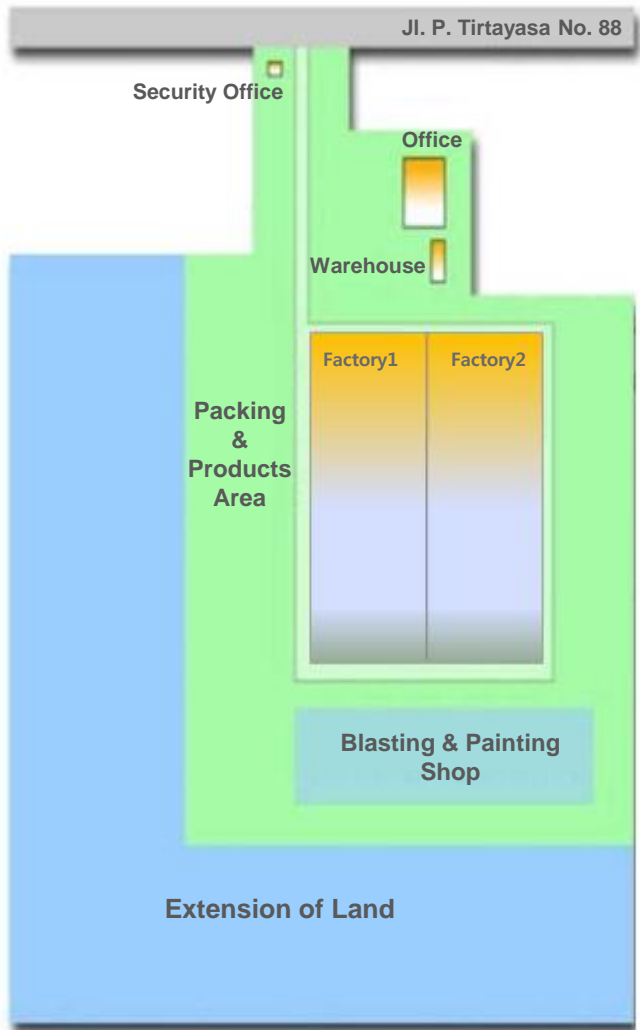 Jl. P. Tirtayasa No. 88
Security Office
Office
Warehouse
Factory1
Factory2
Packing
&
Products
Area
Blasting & Painting
Shop
Extension of Land